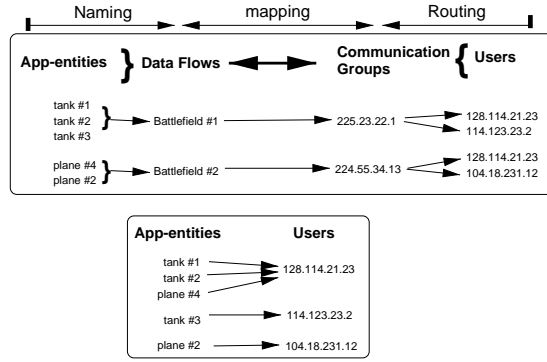 Naming mapping Routing
App-entities Data Flows Communication Groups Users
tank #1
tank #2 Battlefield #1 225.23.22.1 128.114.21.23
tank #3 114.123.23.2
plane #4 128.114.21.23
plane #2 Battlefield #2 224.55.34.13 104.18.231.12
App-entities Users
tank #1
tank #2 128.114.21.23
plane #4
tank #3 114.123.23.2
plane #2 104.18.231.12